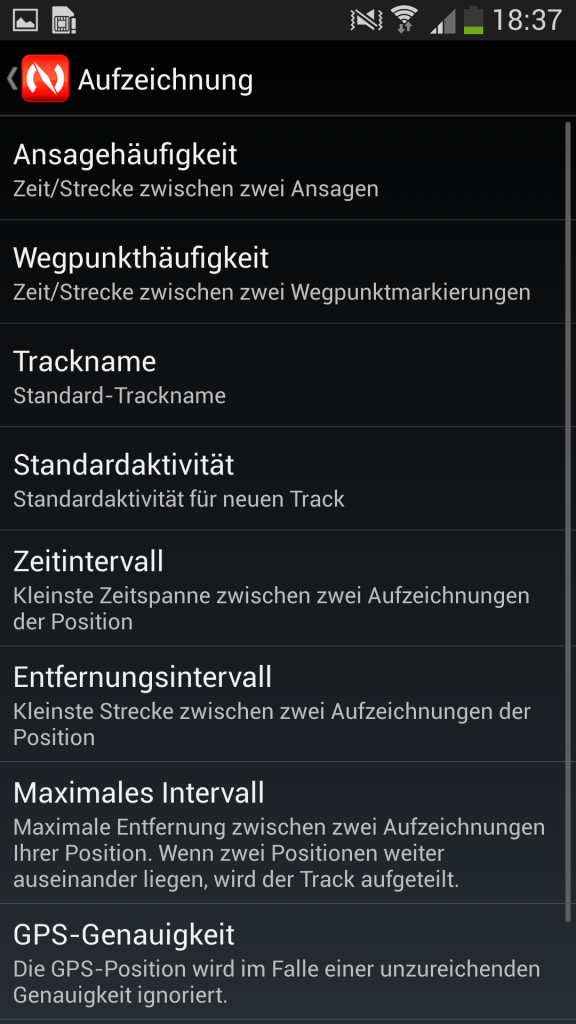 18:37
Aufzeichnung
Ansagehäufigkeit
Zeit/Strecke zwischen zwei Ansagen
Wegpunkthäufigkeit
Zeit/Strecke zwischen zwei Wegpunktmarkierungen
Trackname
Standard-Trackname
Standardaktivität
Standardaktivität für neuen Track
Zeitintervall
Kleinste Zeitspanne zwischen zwei Aufzeichnungen
der Position
Entfernungsintervall
Kleinste Strecke zwischen zwei Aufzeichnungen der
Position
Maximales Intervall
Maximale Entfernung zwischen zwei Aufzeichnungen
Ihrer Position. Wenn zwei Positionen weiter
auseinander liegen, wird der Track aufgeteilt.
GPS-Genauigkeit
Die GPS-Position wird im Falle einer unzureichenden
Genauigkeit ignoriert.